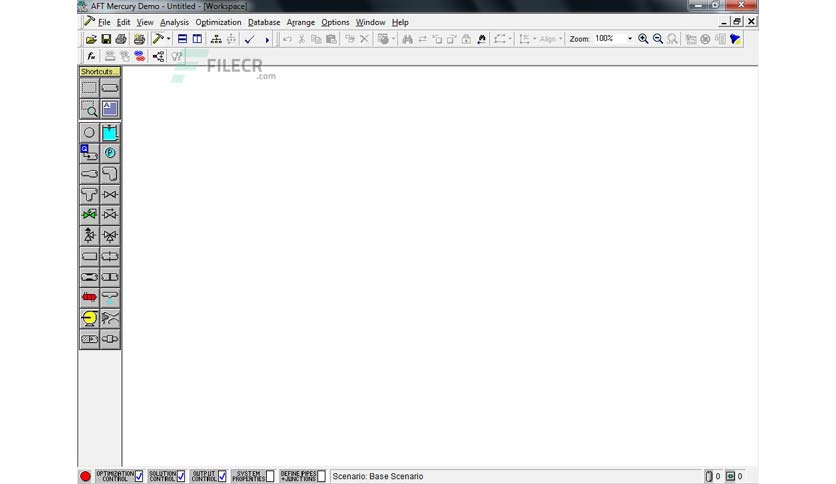 AFT Mercury Demo - Untitled - [Workspace]
File Edit View Analysis Optimization Database Arrange Options Window Help
Align Zoom: 100%
fx
FILECR
.com
Shortcuts
A
Q
P
OPTIMIZATION CONTROL SOLUTION CONTROL OUTPUT CONTROL SYSTEM PROPERTIES DEFINE PIPES +JUNCTIONS Scenario: Base Scenario 0 0